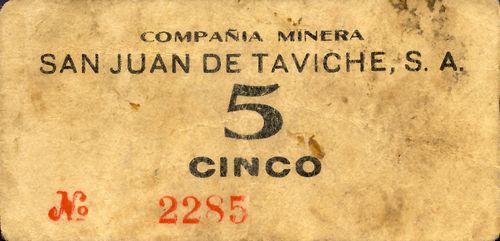 COMPAÑIA MINERA
SAN JUAN DE TAVICHE, S. A.
5
CINCO
No 2285